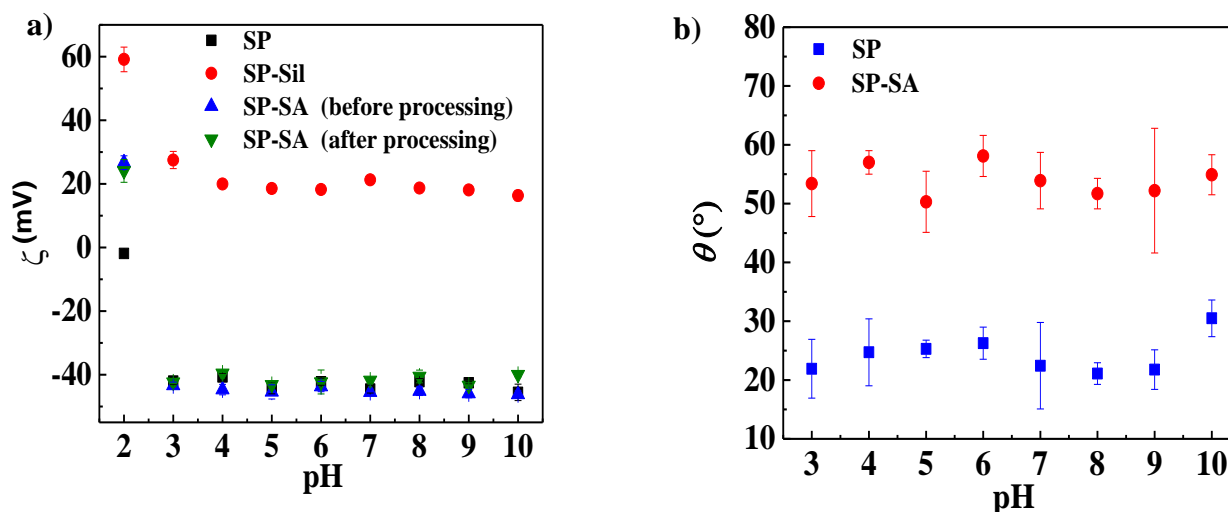 a)
SP
SP-Sil
SP-SA (before processing)
SP-SA (after processing)
60
40
20
0
-20
-40
ζ (mV)
2 3 4 5 6 7 8 9 10
pH
b)
SP
SP-SA
80
70
60
50
40
30
20
10
θ (°)
3 4 5 6 7 8 9 10
pH